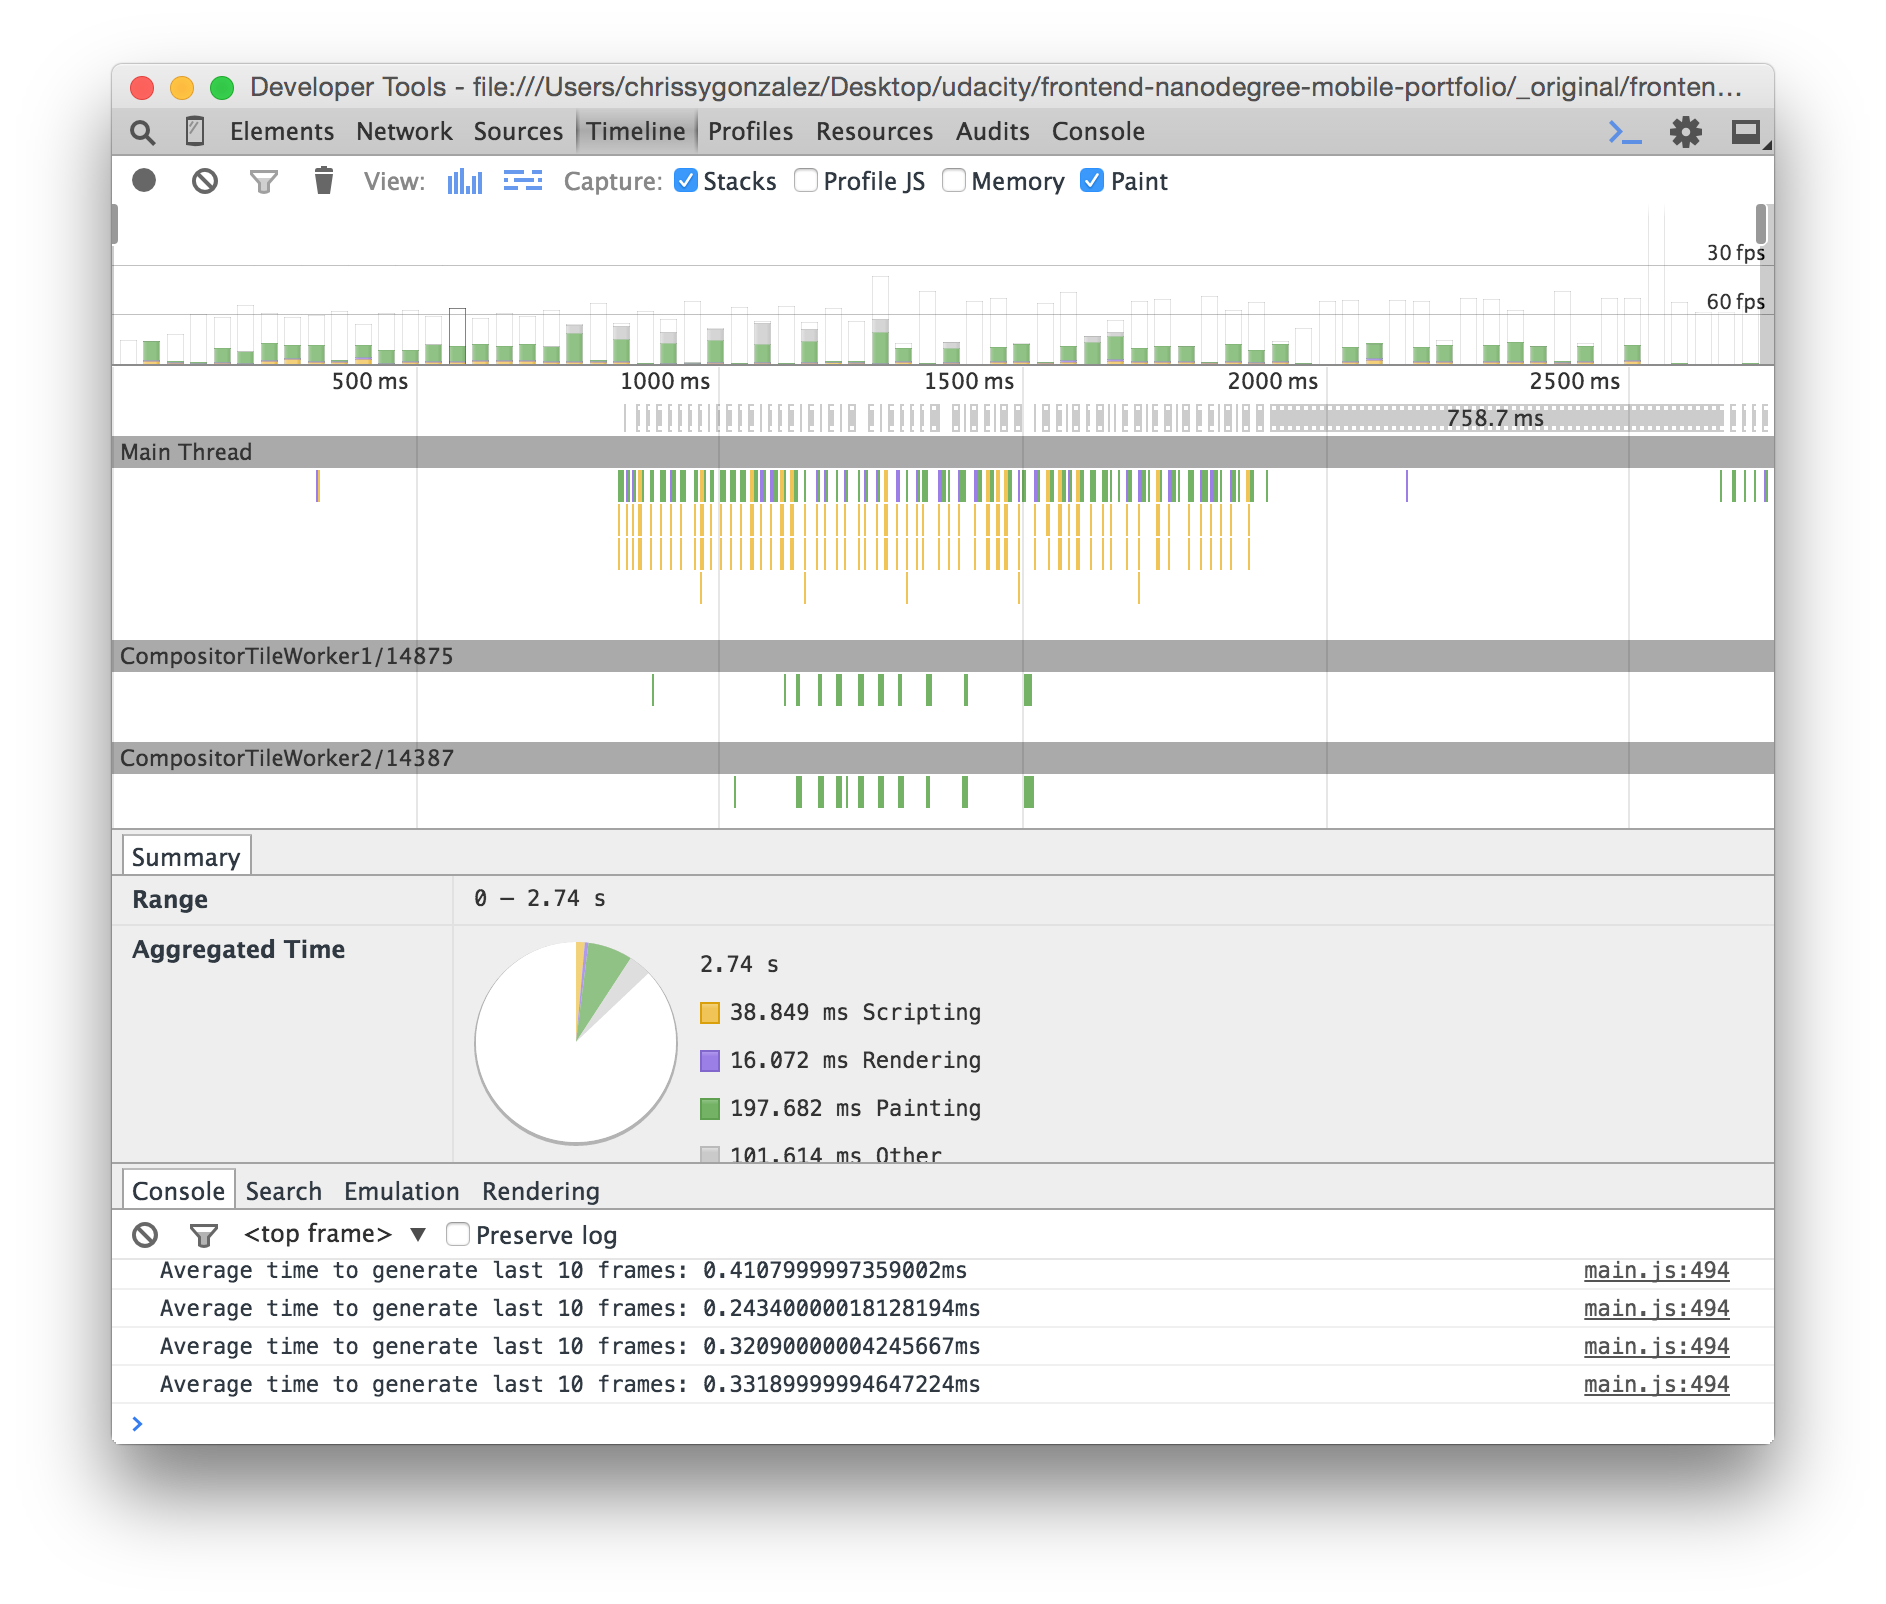 Developer Tools - file:///Users/chrissygonzalez/Desktop/udacity/frontend-nanodegree-mobile-portfolio/_original/fronten...
Elements Network Sources Timeline Profiles Resources Audits Console
View: Capture: Stacks Profile JS Memory Paint
30 fps
60 fps
500 ms 1000 ms 1500 ms 2000 ms 2500 ms
758.7 ms
Main Thread
CompositorTileWorker1/14875
CompositorTileWorker2/14387
Summary
Range 0 – 2.74 s
Aggregated Time
2.74 s
38.849 ms Scripting
16.072 ms Rendering
197.682 ms Painting
101.614 ms Other
Console Search Emulation Rendering
<top frame> ▼ Preserve log
Average time to generate last 10 frames: 0.4107999997359002ms main.js:494
Average time to generate last 10 frames: 0.24340000018128194ms main.js:494
Average time to generate last 10 frames: 0.32090000004245667ms main.js:494
Average time to generate last 10 frames: 0.33189999994647224ms main.js:494